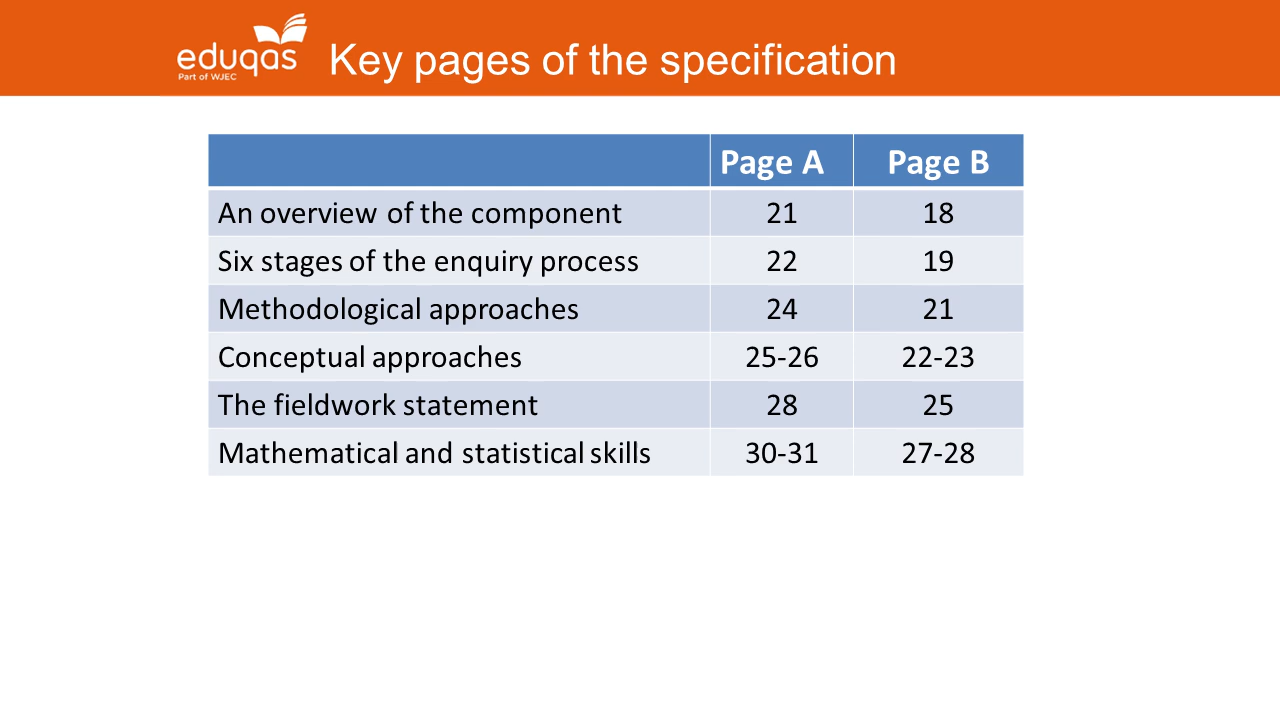 eduqas
Part of WJEC
Key pages of the specification
Page A Page B
An overview of the component 21 18
Six stages of the enquiry process 22 19
Methodological approaches 24 21
Conceptual approaches 25-26 22-23
The fieldwork statement 28 25
Mathematical and statistical skills 30-31 27-28